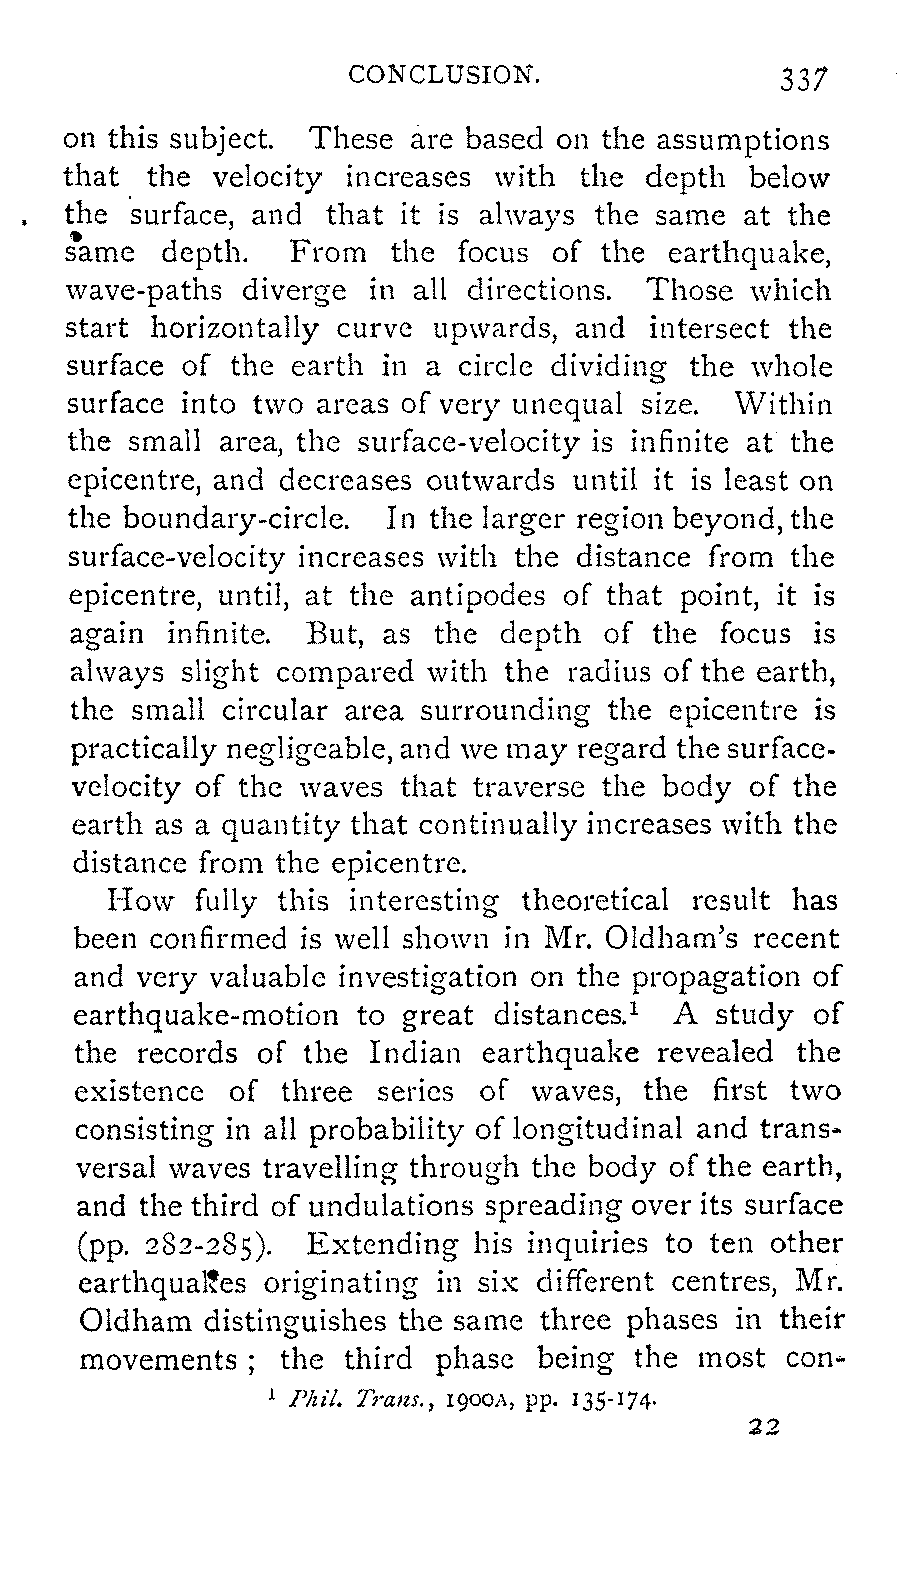 CONCLUSION. 337
on this subject. These are based on the assumptions
that the velocity increases with the depth below
the surface, and that it is always the same at the
same depth. From the focus of the earthquake,
wave-paths diverge in all directions. Those which
start horizontally curve upwards, and intersect the
surface of the earth in a circle dividing the whole
surface into two areas of very unequal size. Within
the small area, the surface-velocity is infinite at the
epicentre, and decreases outwards until it is least on
the boundary-circle. In the larger region beyond, the
surface-velocity increases with the distance from the
epicentre, until, at the antipodes of that point, it is
again infinite. But, as the depth of the focus is
always slight compared with the radius of the earth,
the small circular area surrounding the epicentre is
practically negligeable, and we may regard the surface-
velocity of the waves that traverse the body of the
earth as a quantity that continually increases with the
distance from the epicentre.
How fully this interesting theoretical result has
been confirmed is well shown in Mr. Oldham's recent
and very valuable investigation on the propagation of
earthquake-motion to great distances.¹ A study of
the records of the Indian earthquake revealed the
existence of three series of waves, the first two
consisting in all probability of longitudinal and trans-
versal waves travelling through the body of the earth,
and the third of undulations spreading over its surface
(pp. 282-285). Extending his inquiries to ten other
earthquakes originating in six different centres, Mr.
Oldham distinguishes the same three phases in their
movements ; the third phase being the most con-
¹ Phil. Trans., 1900A, pp. 135-174.
22